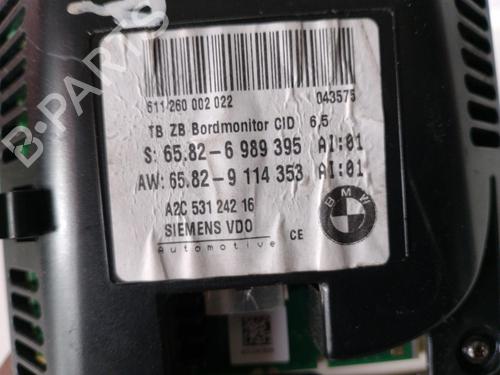 611 260 002 022 043575
TB ZB Bordmonitor CID 6,5
S: 65.82-6 989 395 AI:01
AW: 65.82-9 114 353 AI:01
A2C 531 242 16
SIEMENS VDO
Automotive CE
BMW
B-PARTS